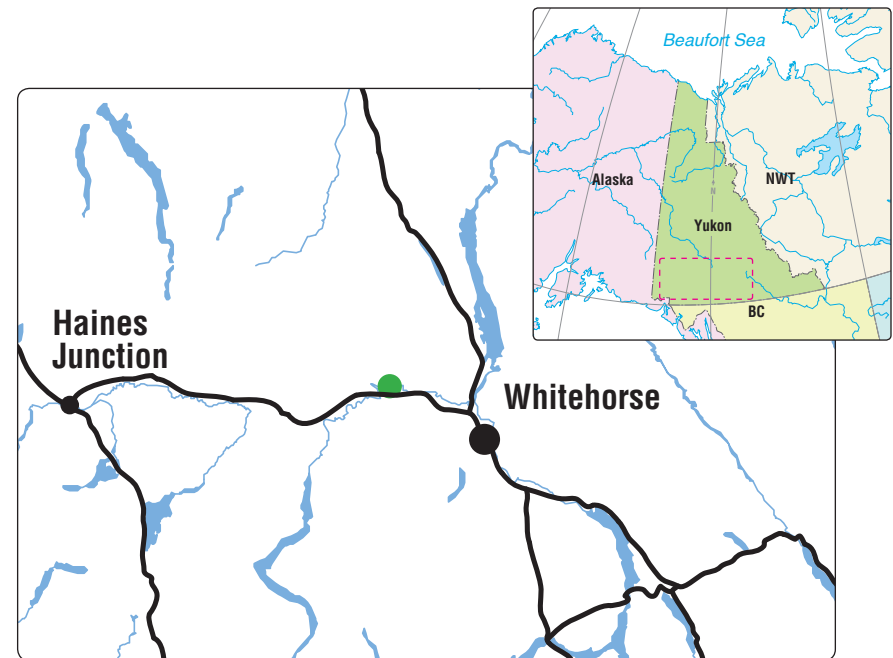 Beaufort Sea
Alaska
NWT
N
Yukon
BC
Haines
Junction
Whitehorse